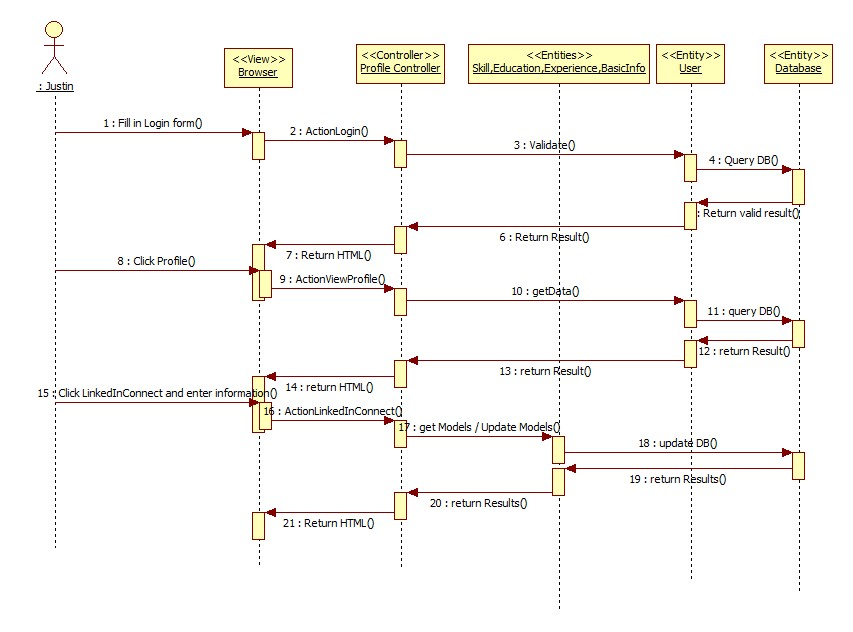 <<View>>
Browser
<<Controller>>
Profile Controller
<<Entities>>
Skill,Education,Experience,BasicInfo
<<Entity>>
User
<<Entity>>
Database
: Justin
1 : Fill in Login form()
2 : ActionLogin()
3 : Validate()
4 : Query DB()
: Return valid result()
6 : Return Result()
7 : Return HTML()
8 : Click Profile()
9 : ActionViewProfile()
10 : getData()
11 : query DB()
12 : return Result()
13 : return Result()
14 : return HTML()
15 : Click LinkedInConnect and enter information()
16 : ActionLinkedInConnect()
17 : get Models / Update Models()
18 : update DB()
19 : return Results()
20 : return Results()
21 : Return HTML()